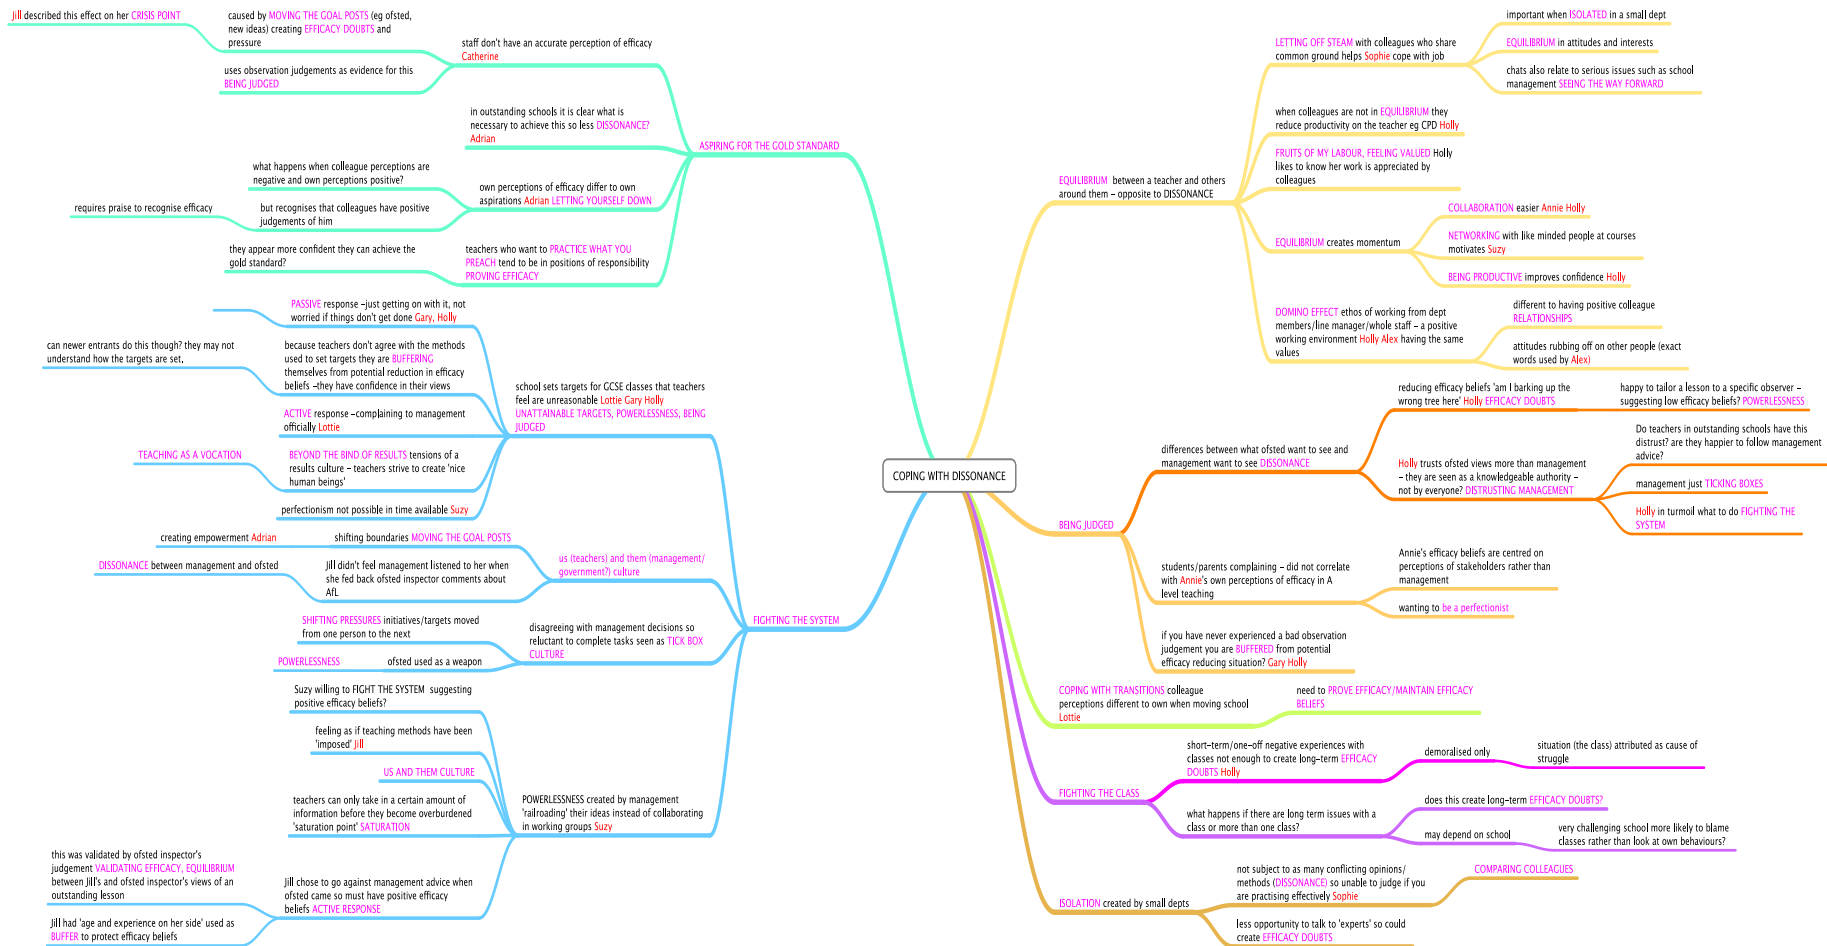 Jill described this effect on her CRISIS POINT
caused by MOVING THE GOAL POSTS (eg ofsted,
new ideas) creating EFFICACY DOUBTS and
pressure
uses observation judgements as evidence for this
BEING JUDGED
staff don't have an accurate perception of efficacy
Catherine
in outstanding schools it is clear what is
necessary to achieve this so less DISSONANCE?
Adrian
what happens when colleague perceptions are
negative and own perceptions positive?
requires praise to recognise efficacy
but recognises that colleagues have positive
judgements of him
own perceptions of efficacy differ to own
aspirations Adrian LETTING YOURSELF DOWN
they appear more confident they can achieve the
gold standard?
teachers who want to PRACTICE WHAT YOU
PREACH tend to be in positions of responsibility
PROVING EFFICACY
ASPIRING FOR THE GOLD STANDARD
PASSIVE response –just getting on with it, not
worried if things don't get done Gary, Holly
can newer entrants do this though? they may not
understand how the targets are set.
because teachers don't agree with the methods
used to set targets they are BUFFERING
themselves from potential reduction in efficacy
beliefs –they have confidence in their views
ACTIVE response –complaining to management
officially Lottie
TEACHING AS A VOCATION
BEYOND THE BIND OF RESULTS tensions of a
results culture – teachers strive to create 'nice
human beings'
perfectionism not possible in time available Suzy
school sets targets for GCSE classes that teachers
feel are unreasonable Lottie Gary Holly
UNATTAINABLE TARGETS, POWERLESSNESS, BEING
JUDGED
creating empowerment Adrian
shifting boundaries MOVING THE GOAL POSTS
DISSONANCE between management and ofsted
Jill didn't feel management listened to her when
she fed back ofsted inspector comments about
AfL
us (teachers) and them (management/
government?) culture
SHIFTING PRESSURES initiatives/targets moved
from one person to the next
POWERLESSNESS
ofsted used as a weapon
disagreeing with management decisions so
reluctant to complete tasks seen as TICK BOX
CULTURE
FIGHTING THE SYSTEM
Suzy willing to FIGHT THE SYSTEM suggesting
positive efficacy beliefs?
feeling as if teaching methods have been
'imposed' Jill
US AND THEM CULTURE
teachers can only take in a certain amount of
information before they become overburdened
'saturation point' SATURATION
POWERLESSNESS created by management
'railroading' their ideas instead of collaborating
in working groups Suzy
this was validated by ofsted inspector's
judgement VALIDATING EFFICACY, EQUILIBRIUM
between Jill's and ofsted inspector's views of an
outstanding lesson
Jill had 'age and experience on her side' used as
BUFFER to protect efficacy beliefs
Jill chose to go against management advice when
ofsted came so must have positive efficacy
beliefs ACTIVE RESPONSE
COPING WITH DISSONANCE
EQUILIBRIUM between a teacher and others
around them – opposite to DISSONANCE
LETTING OFF STEAM with colleagues who share
common ground helps Sophie cope with job
important when ISOLATED in a small dept
EQUILIBRIUM in attitudes and interests
chats also relate to serious issues such as school
management SEEING THE WAY FORWARD
when colleagues are not in EQUILIBRIUM they
reduce productivity on the teacher eg CPD Holly
FRUITS OF MY LABOUR, FEELING VALUED Holly
likes to know her work is appreciated by
colleagues
EQUILIBRIUM creates momentum
COLLABORATION easier Annie Holly
NETWORKING with like minded people at courses
motivates Suzy
BEING PRODUCTIVE improves confidence Holly
DOMINO EFFECT ethos of working from dept
members/line manager/whole staff – a positive
working environment Holly Alex having the same
values
different to having positive colleague
RELATIONSHIPS
attitudes rubbing off on other people (exact
words used by Alex)
BEING JUDGED
differences between what ofsted want to see and
management want to see DISSONANCE
reducing efficacy beliefs 'am I barking up the
wrong tree here' Holly EFFICACY DOUBTS
happy to tailor a lesson to a specific observer –
suggesting low efficacy beliefs? POWERLESSNESS
Holly trusts ofsted views more than management
– they are seen as a knowledgeable authority –
not by everyone? DISTRUSTING MANAGEMENT
Do teachers in outstanding schools have this
distrust? are they happier to follow management
advice?
management just TICKING BOXES
Holly in turmoil what to do FIGHTING THE
SYSTEM
students/parents complaining – did not correlate
with Annie's own perceptions of efficacy in A
level teaching
Annie's efficacy beliefs are centred on
perceptions of stakeholders rather than
management
wanting to be a perfectionist
if you have never experienced a bad observation
judgement you are BUFFERED from potential
efficacy reducing situation? Gary Holly
COPING WITH TRANSITIONS colleague
perceptions different to own when moving school
Lottie
need to PROVE EFFICACY/MAINTAIN EFFICACY
BELIEFS
FIGHTING THE CLASS
short–term/one–off negative experiences with
classes not enough to create long–term EFFICACY
DOUBTS Holly
demoralised only
situation (the class) attributed as cause of
struggle
what happens if there are long term issues with a
class or more than one class?
does this create long–term EFFICACY DOUBTS?
may depend on school
very challenging school more likely to blame
classes rather than look at own behaviours?
ISOLATION created by small depts
not subject to as many conflicting opinions/
methods (DISSONANCE) so unable to judge if you
are practising effectively Sophie
COMPARING COLLEAGUES
less opportunity to talk to 'experts' so could
create EFFICACY DOUBTS